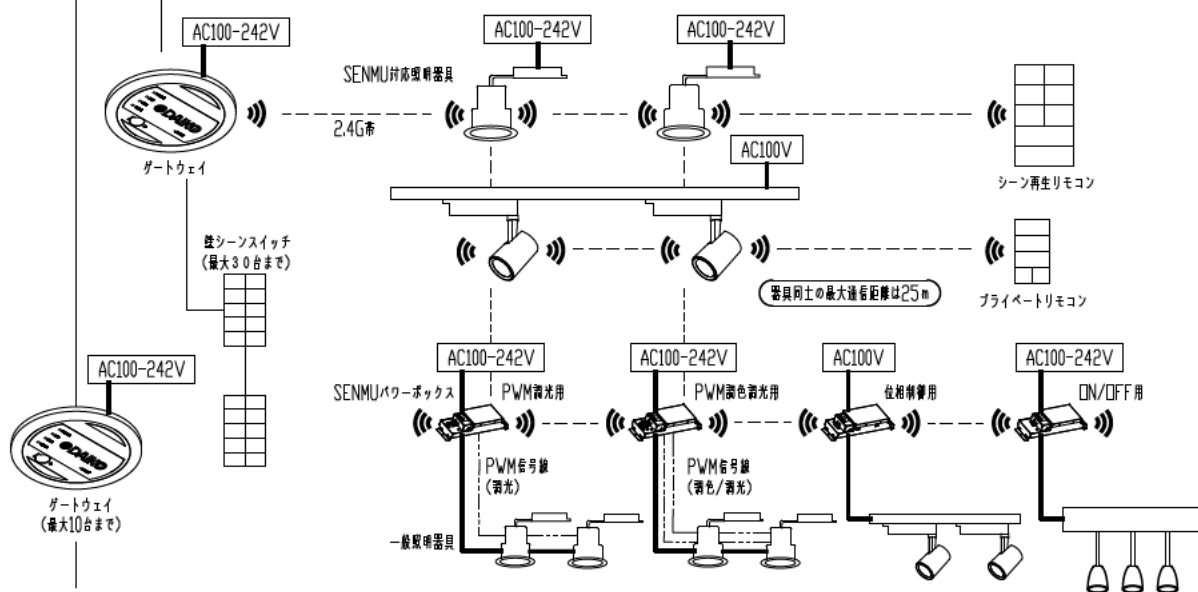 AC100-242V
AC100-242V
AC100-242V
SENMU対応照明器具
DAIKO
2.4G帯
ゲートウェイ
AC100V
シーン再生リモコン
壁シーンスイッチ
(最大30台まで)
器具同士の最大通信距離は25m
プライベートリモコン
AC100-242V
AC100-242V
AC100-242V
AC100V
AC100-242V
SENMUパワーボックス
PWM調光用
PWM調色調光用
位相制御用
ON/OFF用
DAIKO
PWM信号線
(調光)
PWM信号線
(調色/調光)
ゲートウェイ
(最大10台まで)
一般照明器具